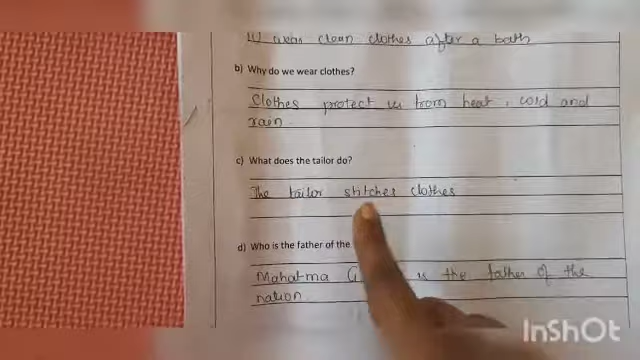 wear clean clothes after a bath
b) Why do we wear clothes?
Clothes protect us from heat, cold and
rain.
c) What does the tailor do?
The tailor stitches clothes
d) Who is the father of the
Mahatma G is the father of the
nation
InShOt